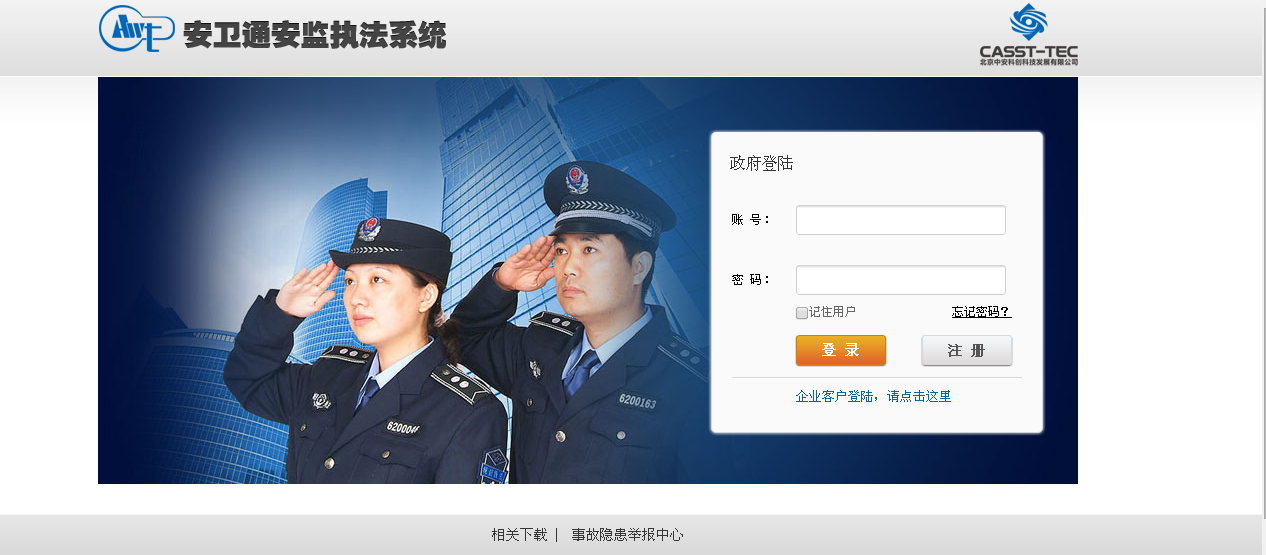 Awt 安卫通安监执法系统
CASST-TEC
北京中安科创科技发展有限公司
政府登陆
账 号：
密 码：
记住用户 忘记密码？
登 录 注 册
企业客户登陆，请点击这里
6200163
相关下载 | 事故隐患举报中心